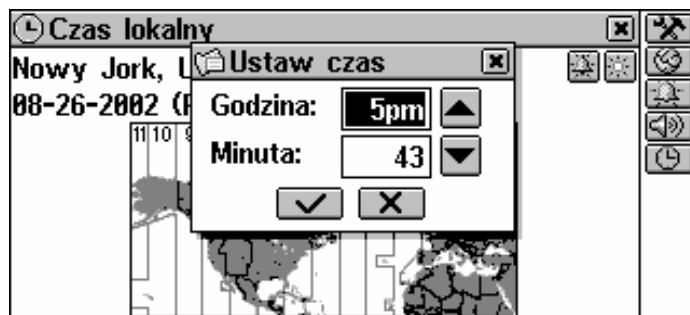 Czas lokalny
Nowy Jork,
Ustaw czas
08-26-2002
Godzina: 5pm
Minuta: 43
11 10 9